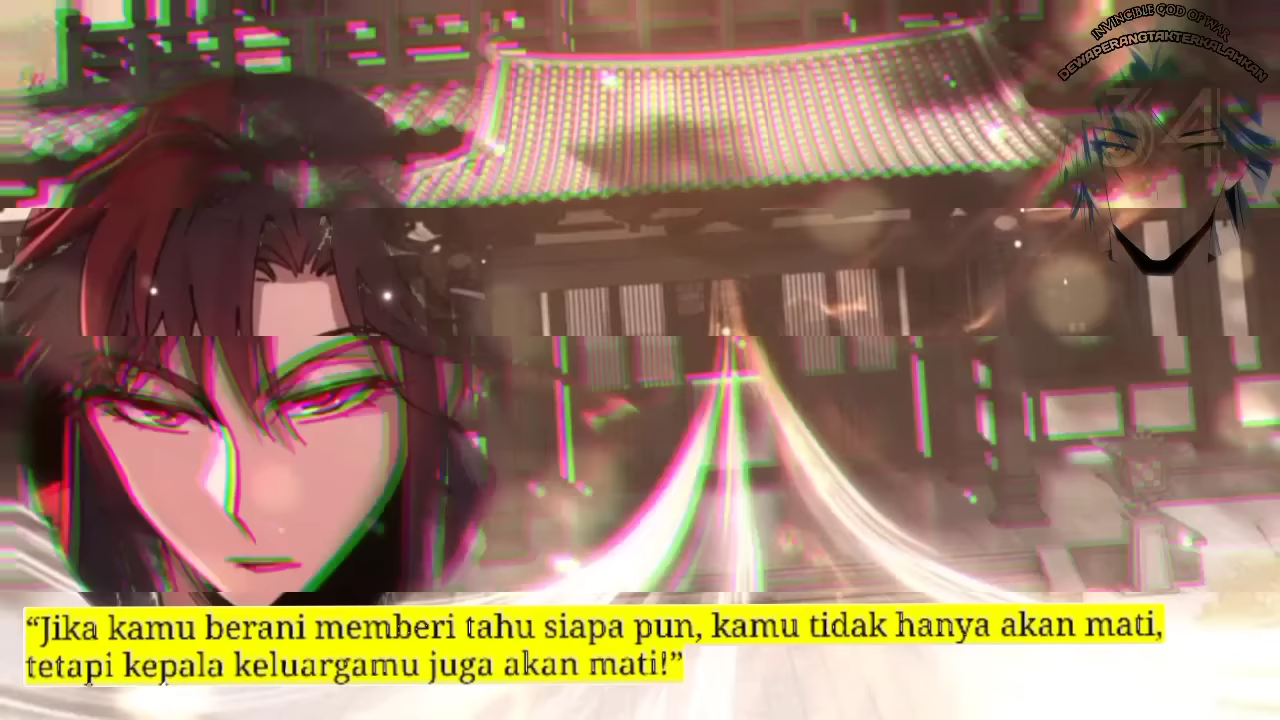 INVINCIBLE GOD OF WAR
DEWAPERANGTAKTERKALAHKAN
34
“Jika kamu berani memberi tahu siapa pun, kamu tidak hanya akan mati,
tetapi kepala keluargamu juga akan mati!”